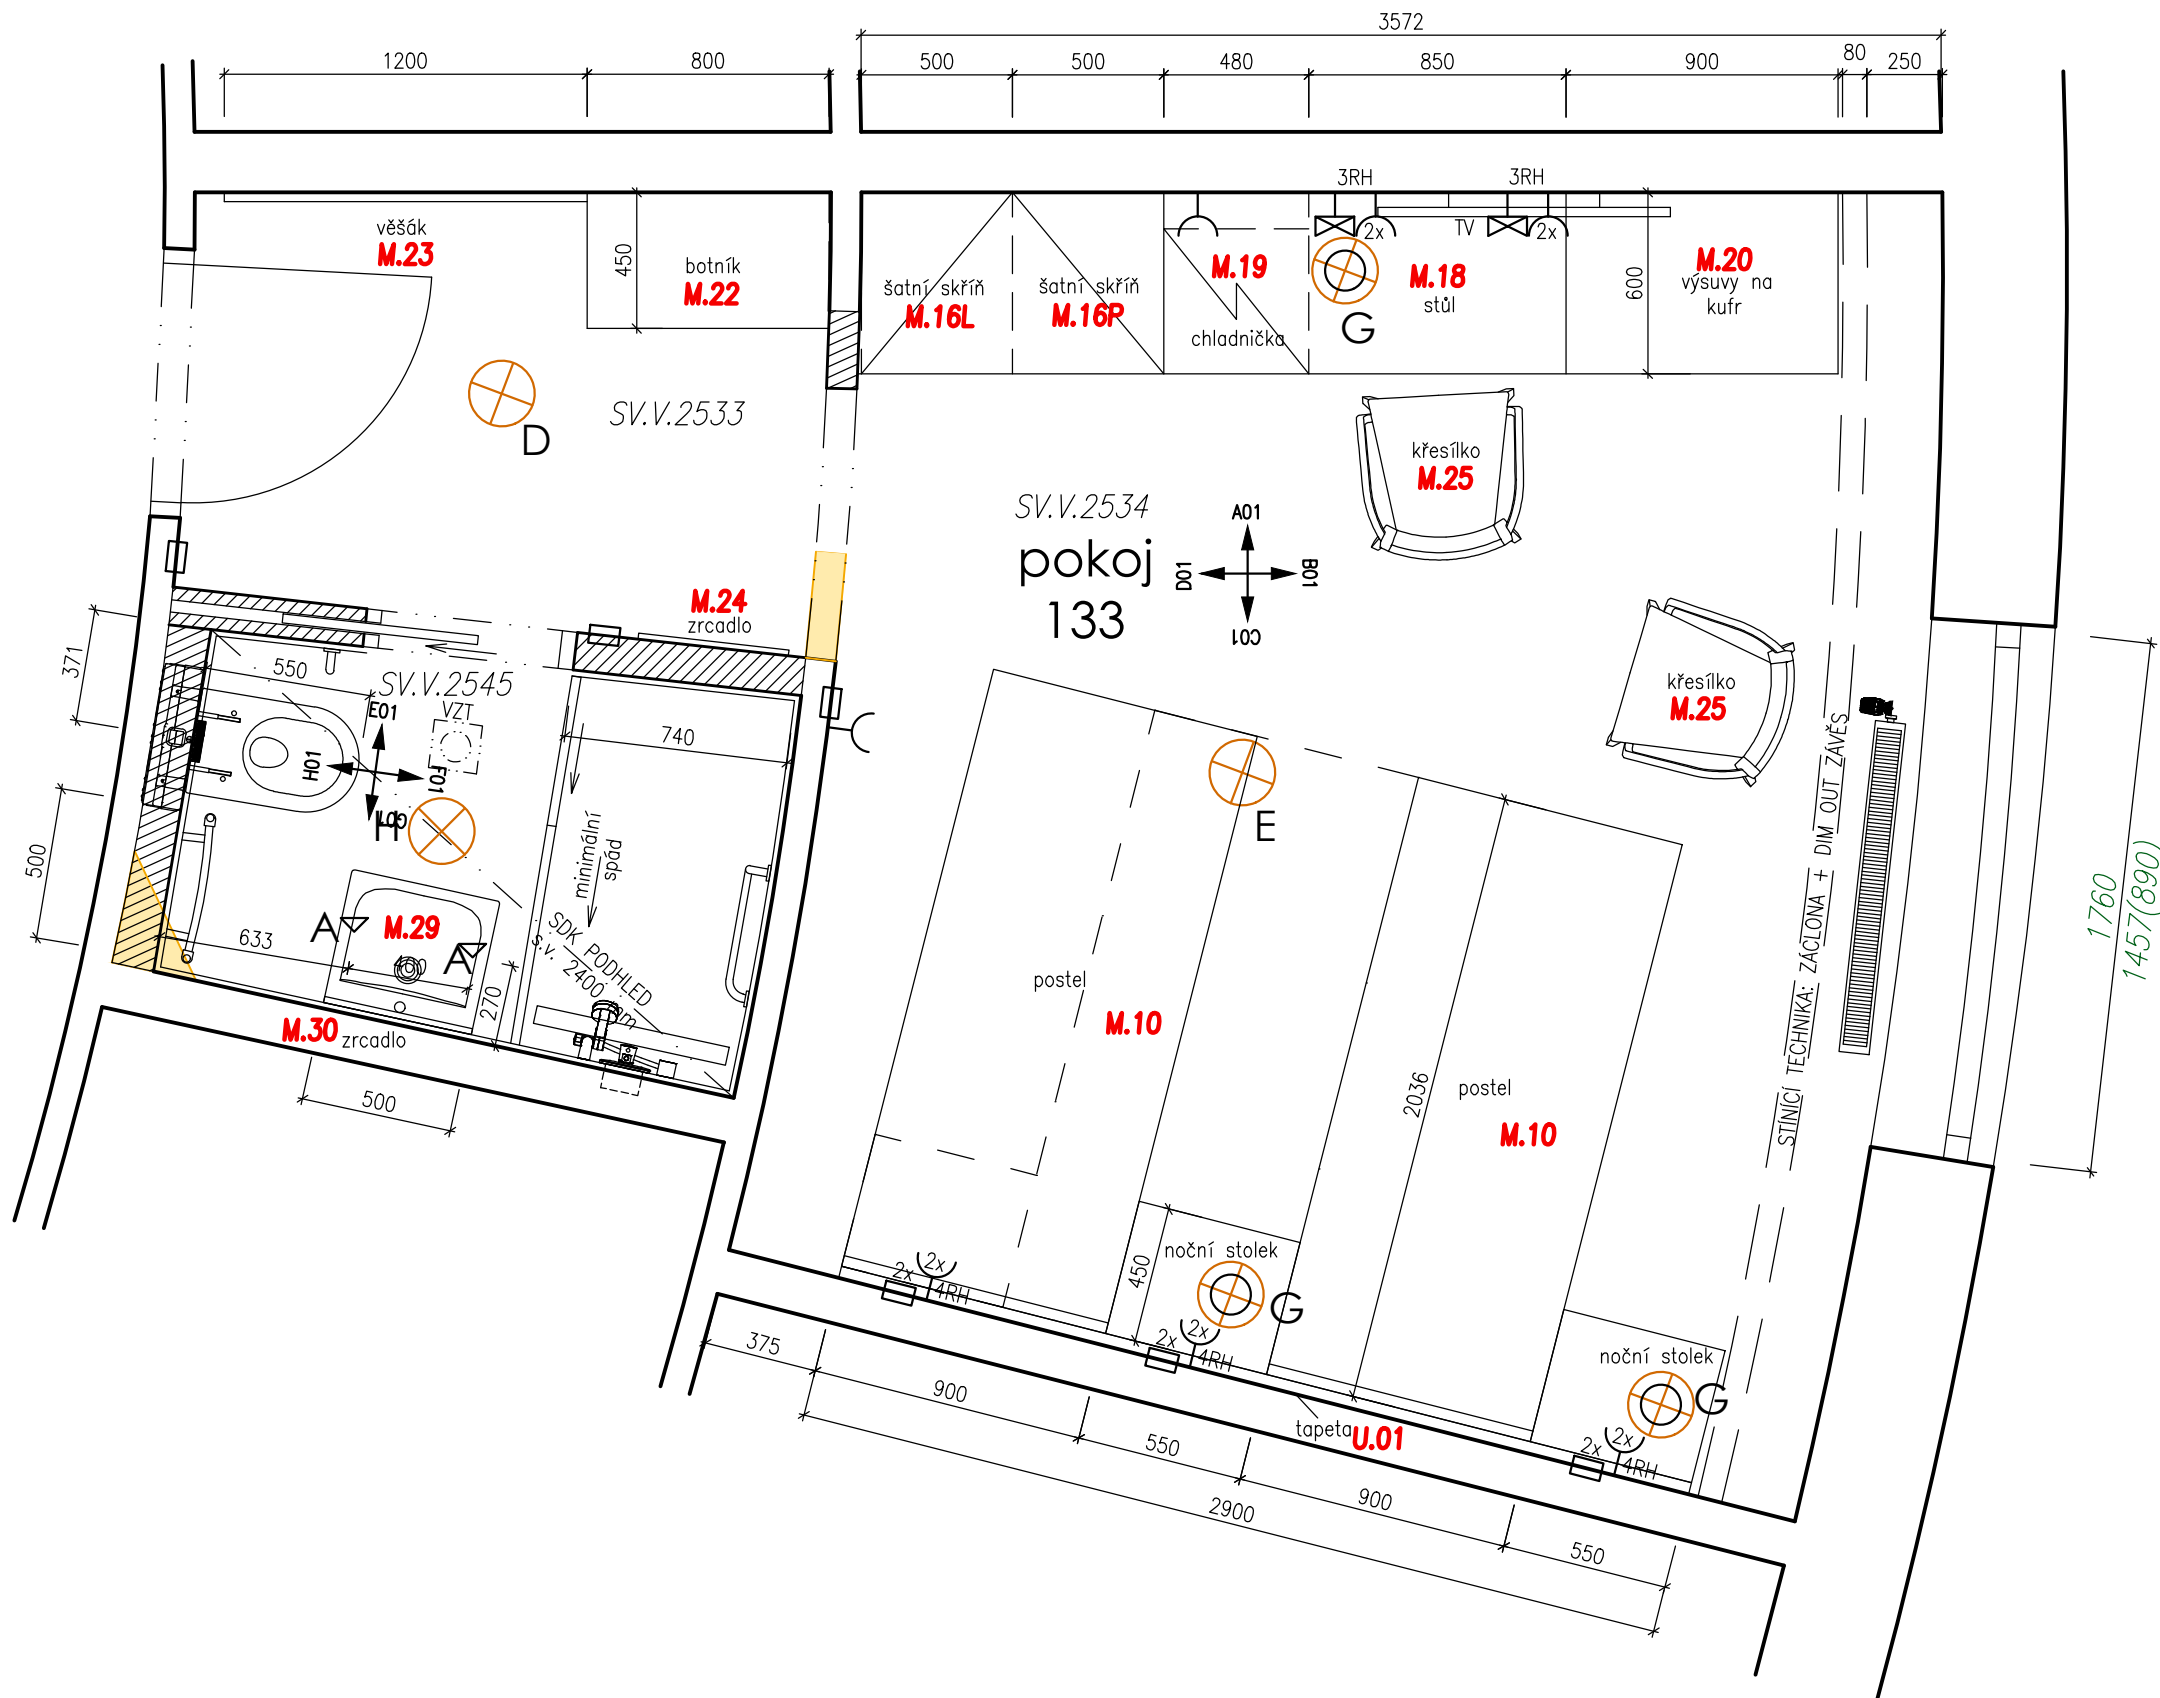 3572
1200
800
500
500
480
850
900
80
250
3RH
3RH
věšák
M.23
450
botník
M.22
šatní skříň
M.16L
šatní skříň
M.16P
M.19
chladnička
2x
TV
2x
M.18
stůl
G
600
M.20
výsuvy na
kufr
D
SV.V.2533
křesílko
M.25
SV.V.2534
pokoj
133
A01
B01
C01
D01
M.24
zrcadlo
371
550
SV.V.2545
VZT
E01
F01
G01
H01
H
740
křesílko
M.25
E
500
minimální
spád
A
M.29
A
633
460
270
SDK PODHLED
s.v. 2400 mm
M.30 zrcadlo
500
STÍNÍCÍ TECHNIKA: ZÁCLONA + DIM OUT ZÁVĚS
1760
1457(890)
postel
M.10
2036
postel
M.10
450
noční stolek
G
2x
2x
4RH
2x
2x
4RH
noční stolek
G
2x
2x
4RH
tapeta U.01
375
900
550
900
550
2900